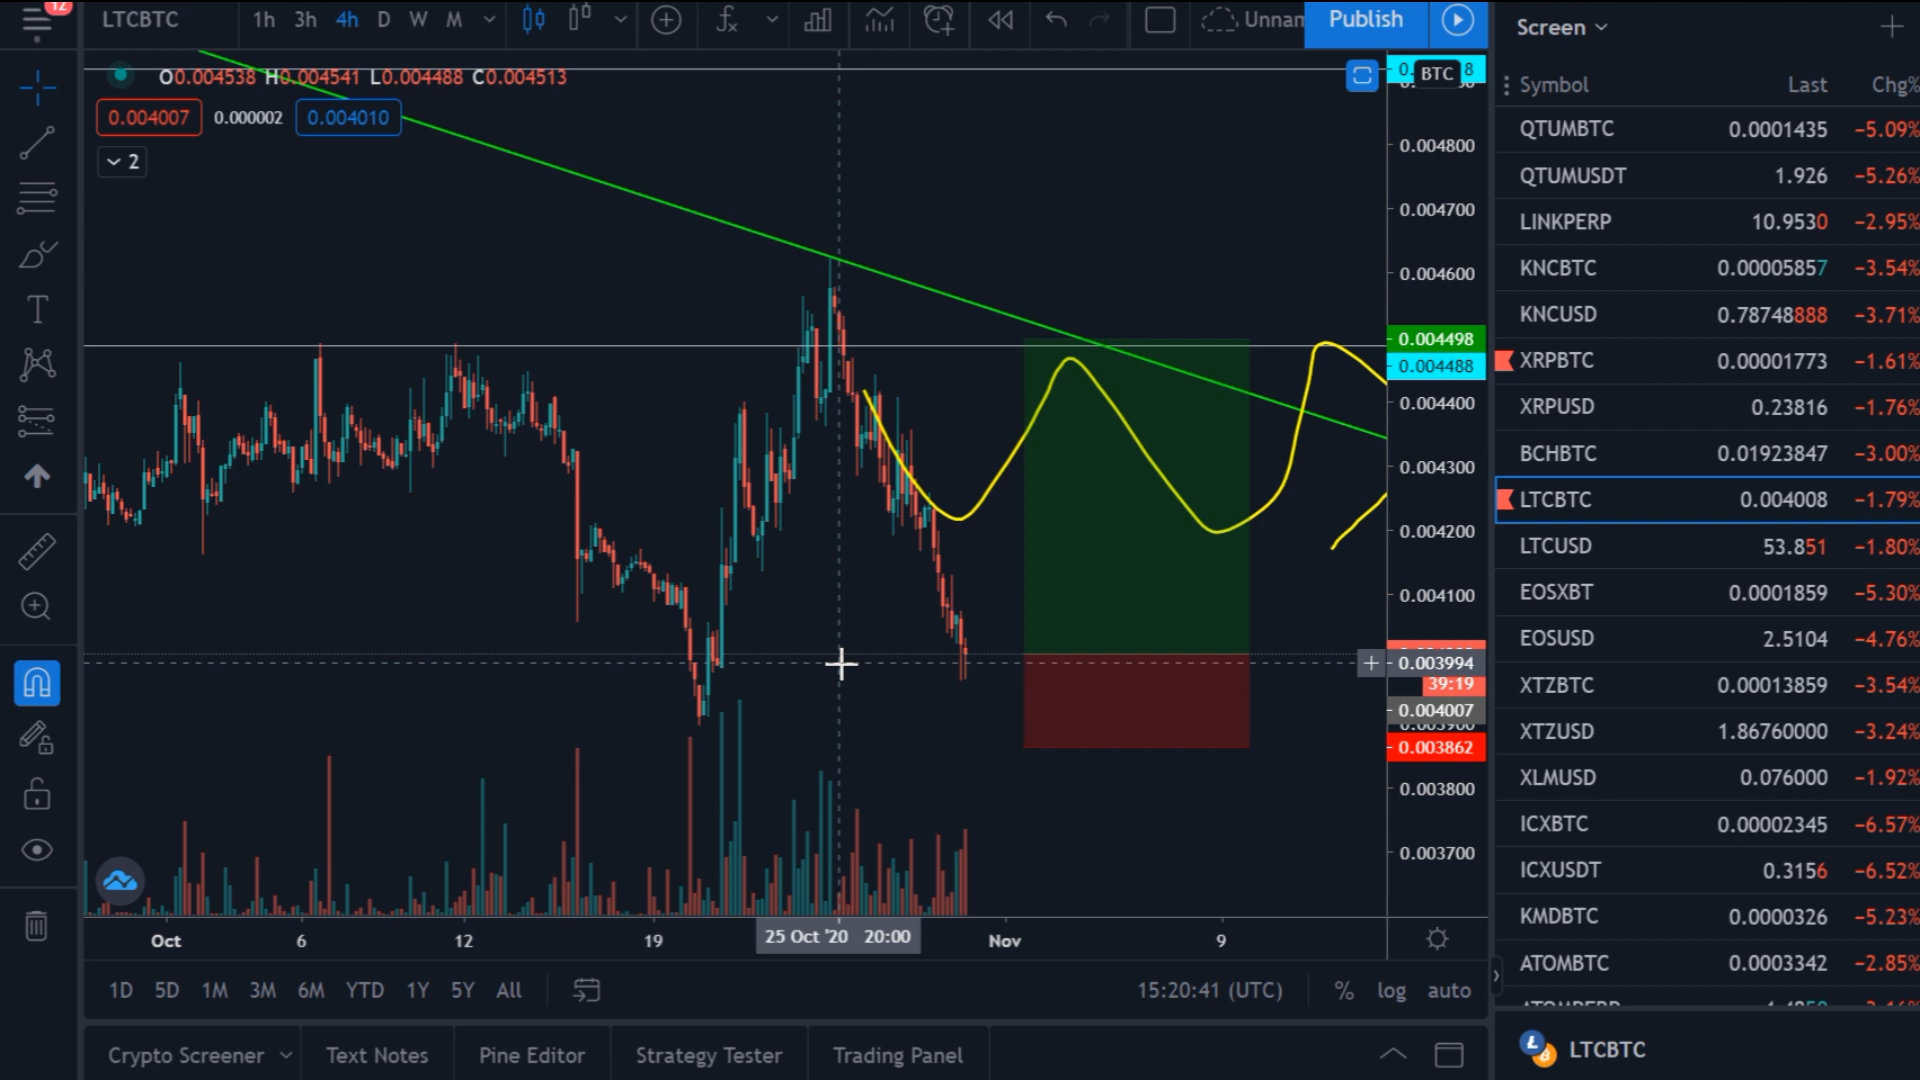 12
LTCBTC 1h 3h 4h D W M Unnam Publish
O0.004538 H0.004541 L0.004488 C0.004513
0.004007 0.000002 0.004010
2
BTC 8
0.004800
0.004700
0.004600
0.004498
0.004488
0.004400
0.004300
0.004200
0.004100
0.003994
39:19
0.004007
0.003862
0.003800
0.003700
Oct 6 12 19 25 Oct '20 20:00 Nov 9
1D 5D 1M 3M 6M YTD 1Y 5Y All 15:20:41 (UTC) % log auto
Crypto Screener Text Notes Pine Editor Strategy Tester Trading Panel
Screen
Symbol Last Chg%
QTUMBTC 0.0001435 −5.09%
QTUMUSDT 1.926 −5.26%
LINKPERP 10.9530 −2.95%
KNCBTC 0.00005857 −3.54%
KNCUSD 0.78748888 −3.71%
XRPBTC 0.00001773 −1.61%
XRPUSD 0.23816 −1.76%
BCHBTC 0.01923847 −3.00%
LTCBTC 0.004008 −1.79%
LTCUSD 53.851 −1.80%
EOSXBT 0.0001859 −5.30%
EOSUSD 2.5104 −4.76%
XTZBTC 0.00013859 −3.54%
XTZUSD 1.86760000 −3.24%
XLMUSD 0.076000 −1.92%
ICXBTC 0.00002345 −6.57%
ICXUSDT 0.3156 −6.52%
KMDBTC 0.0000326 −5.23%
ATOMBTC 0.0003342 −2.85%
LTCBTC